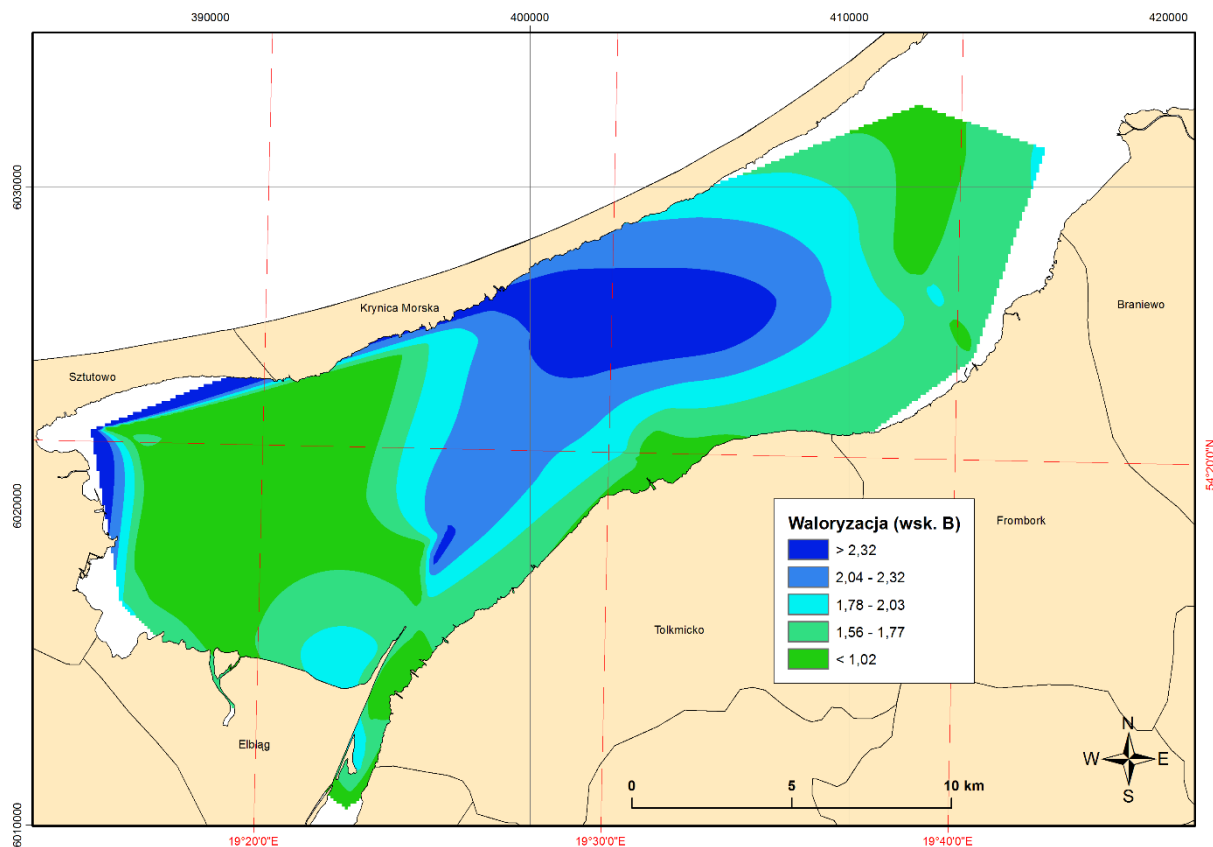 390000
400000
410000
420000
6030000
6020000
6010000
54°20'0"N
Krynica Morska
Sztutowo
Braniewo
Frombork
Tolkmicko
Elbląg
Waloryzacja (wsk. B)
> 2,32
2,04 - 2,32
1,78 - 2,03
1,56 - 1,77
< 1,02
N
W
E
S
0
5
10 km
19°20'0"E
19°30'0"E
19°40'0"E